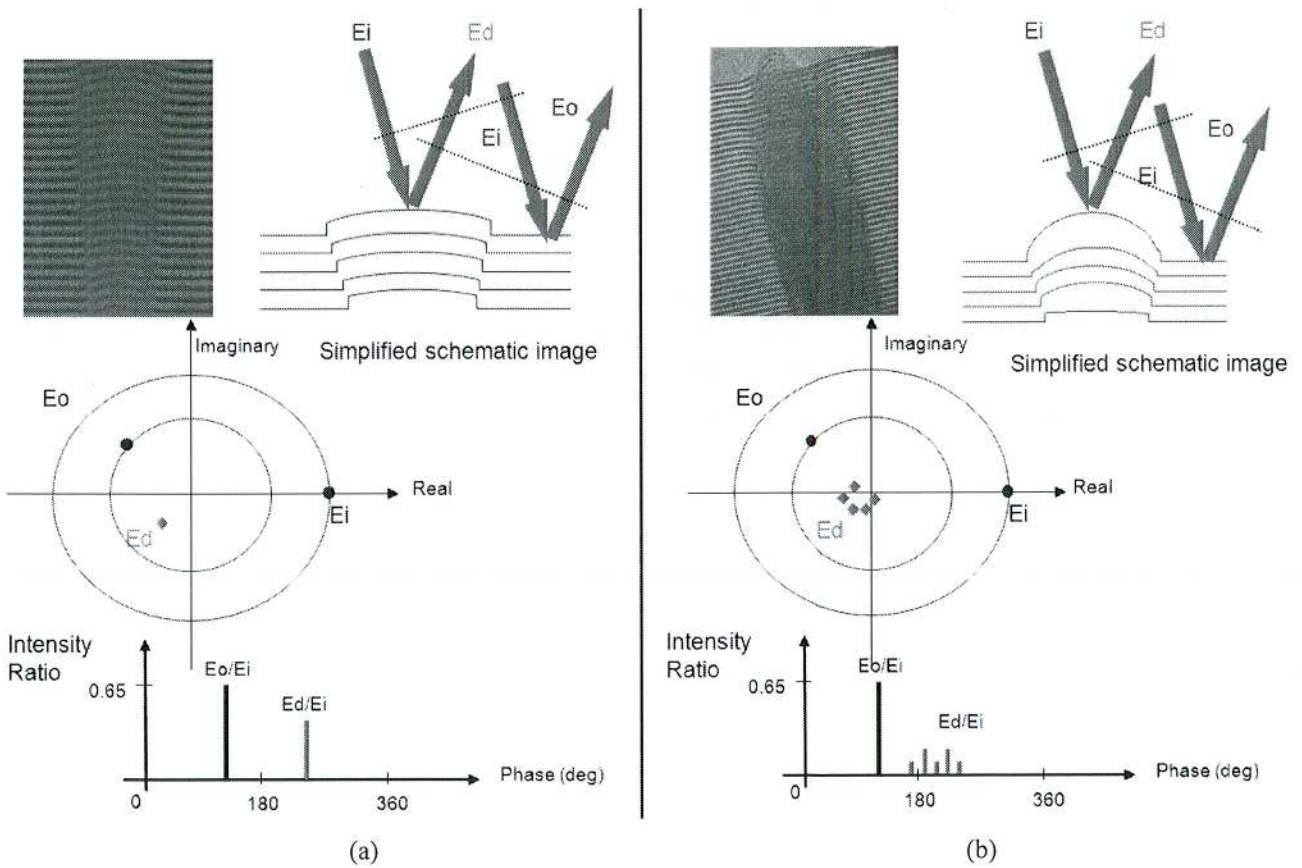 Ei
Ed
Ei
Eo
Simplified schematic image
Imaginary
Eo
Real
Ei
Ed
Intensity
Ratio
Eo/Ei
0.65
Ed/Ei
Phase (deg)
0
180
360
(a)
Ei
Ed
Eo
Ei
Simplified schematic image
Imaginary
Eo
Real
Ei
Ed
Intensity
Ratio
Eo/Ei
0.65
Ed/Ei
Phase (deg)
0
180
360
(b)